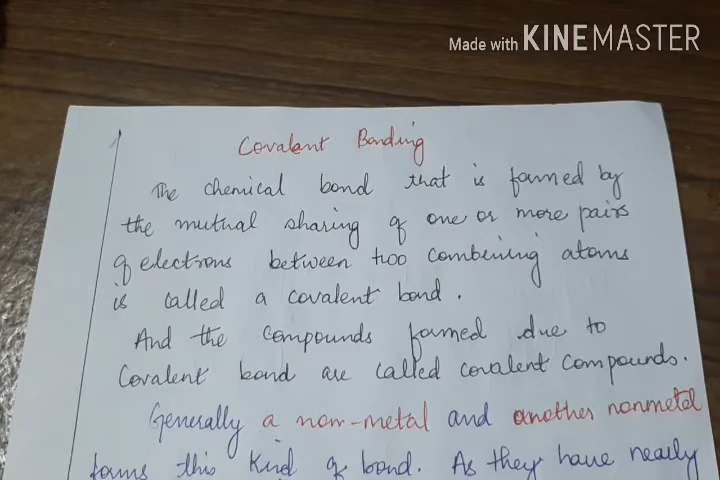 Made with KINEMASTER
Covalent Bonding
The chemical bond that is formed by
the mutual sharing of one or more pairs
of electrons between two combining atoms
is called a covalent bond.
And the compounds formed due to
Covalent bond are called covalent compounds.
Generally a non-metal and another nonmetal
forms this kind of bond. As they have nearly